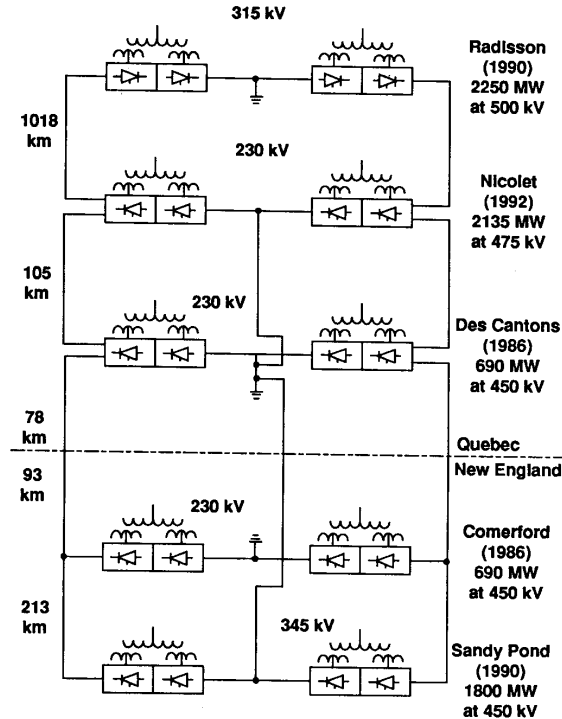 315 kV
Radisson
(1990)
2250 MW
at 500 kV
1018
km
230 kV
Nicolet
(1992)
2135 MW
at 475 kV
105
km
230 kV
Des Cantons
(1986)
690 MW
at 450 kV
78
km
Quebec
93
km
New England
230 kV
Comerford
(1986)
690 MW
at 450 kV
213
km
345 kV
Sandy Pond
(1990)
1800 MW
at 450 kV